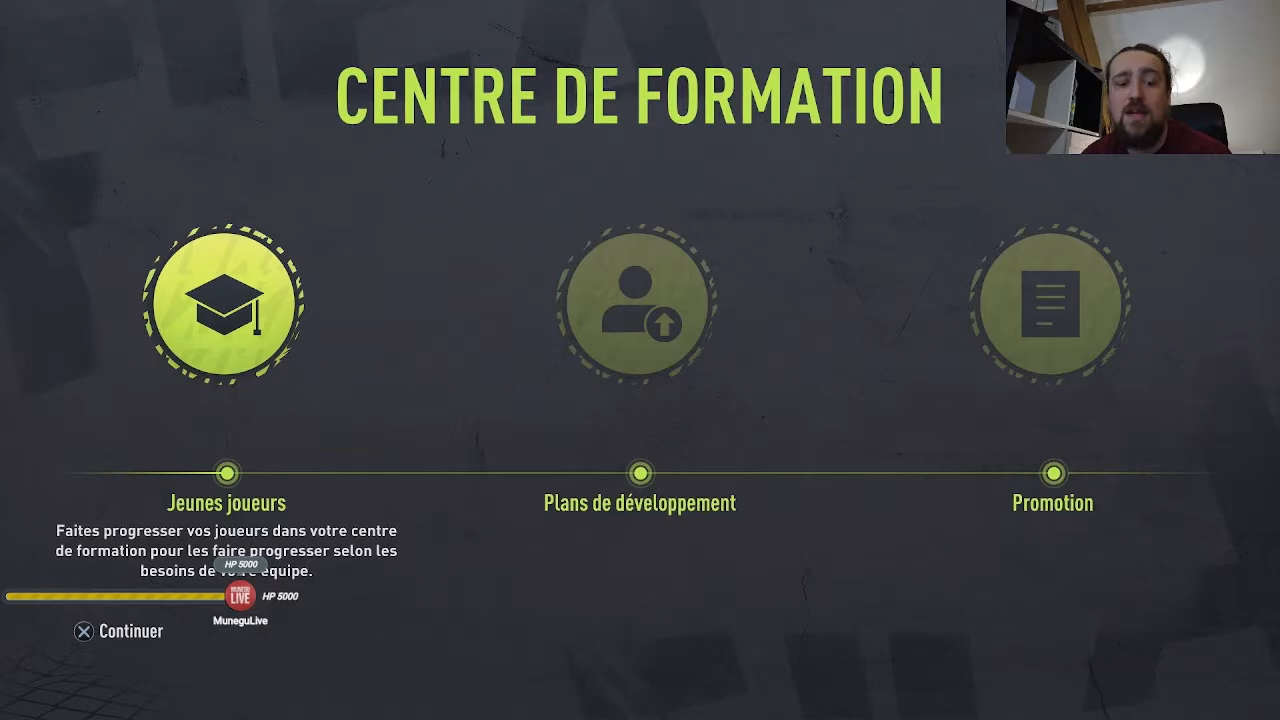 CENTRE DE FORMATION
Jeunes joueurs
Plans de développement
Promotion
Faites progresser vos joueurs dans votre centre
de formation pour les faire progresser selon les
besoins de équipe.
HP 5000
LIVE
HP 5000
MuneguLive
Continuer